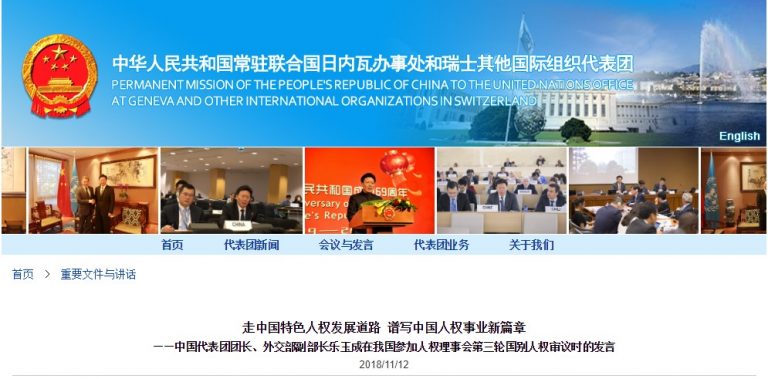 中华人民共和国常驻联合国日内瓦办事处和瑞士其他国际组织代表团
PERMANENT MISSION OF THE PEOPLE'S REPUBLIC OF CHINA TO THE UNITED NATIONS OFFICE
AT GENEVA AND OTHER INTERNATIONAL ORGANIZATIONS IN SWITZERLAND
English
民共和国成立69周年
CHINA
首页 代表团新闻 会议与发言 代表团业务 关于我们
首页 > 重要文件与讲话
走中国特色人权发展道路 谱写中国人权事业新篇章
——中国代表团团长、外交部副部长乐玉成在我国参加人权理事会第三轮国别人权审议时的发言
2018/11/12